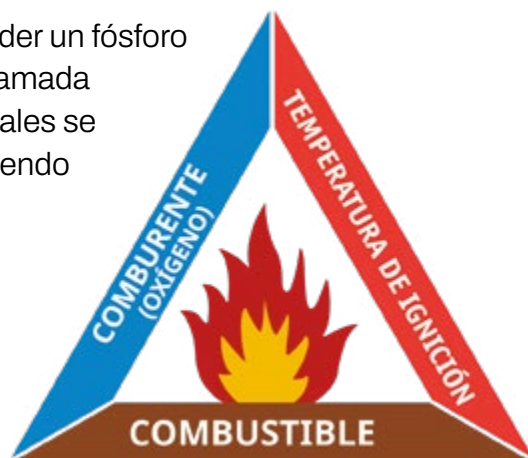 der un fósforo
amada
ales se
endo
COMBURENTE
(OXÍGENO)
TEMPERATURA DE IGNICIÓN
COMBUSTIBLE